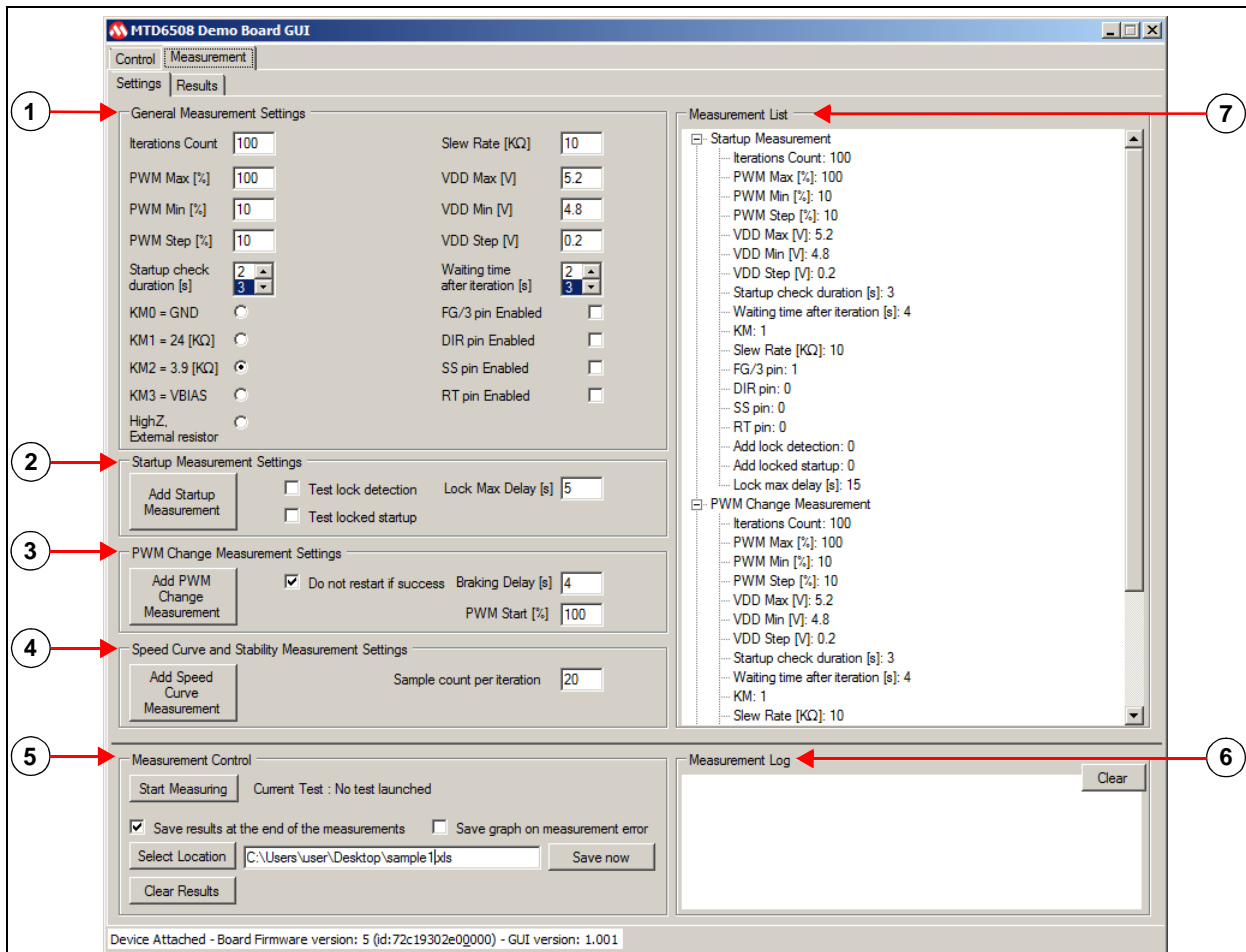 MTD6508 Demo Board GUI
Control Measurement
Settings Results
1
General Measurement Settings
Iterations Count 100 Slew Rate [KΩ] 10
PWM Max [%] 100 VDD Max [V] 5.2
PWM Min [%] 10 VDD Min [V] 4.8
PWM Step [%] 10 VDD Step [V] 0.2
Startup check
duration [s]
2
3
Waiting time
after iteration [s]
2
3
KM0 = GND FG/3 pin Enabled
KM1 = 24 [KΩ] DIR pin Enabled
KM2 = 3.9 [KΩ] SS pin Enabled
KM3 = VBIAS RT pin Enabled
HighZ,
External resistor
2
Startup Measurement Settings
Add Startup
Measurement
Test lock detection Lock Max Delay [s] 5
Test locked startup
3
PWM Change Measurement Settings
Add PWM
Change
Measurement
Do not restart if success Braking Delay [s] 4
PWM Start [%] 100
4
Speed Curve and Stability Measurement Settings
Add Speed
Curve
Measurement
Sample count per iteration 20
7
Measurement List
Startup Measurement
Iterations Count: 100
PWM Max [%]: 100
PWM Min [%]: 10
PWM Step [%]: 10
VDD Max [V]: 5.2
VDD Min [V]: 4.8
VDD Step [V]: 0.2
Startup check duration [s]: 3
Waiting time after iteration [s]: 4
KM: 1
Slew Rate [KΩ]: 10
FG/3 pin: 1
DIR pin: 0
SS pin: 0
RT pin: 0
Add lock detection: 0
Add locked startup: 0
Lock max delay [s]: 15
PWM Change Measurement
Iterations Count: 100
PWM Max [%]: 100
PWM Min [%]: 10
PWM Step [%]: 10
VDD Max [V]: 5.2
VDD Min [V]: 4.8
VDD Step [V]: 0.2
Startup check duration [s]: 3
Waiting time after iteration [s]: 4
KM: 1
Slew Rate [KΩ]: 10
5
Measurement Control
Start Measuring Current Test : No test launched
Save results at the end of the measurements Save graph on measurement error
Select Location C:\Users\user\Desktop\sample1.xls Save now
Clear Results
6
Measurement Log
Clear
Device Attached - Board Firmware version: 5 (id:72c19302e00000) - GUI version: 1.001